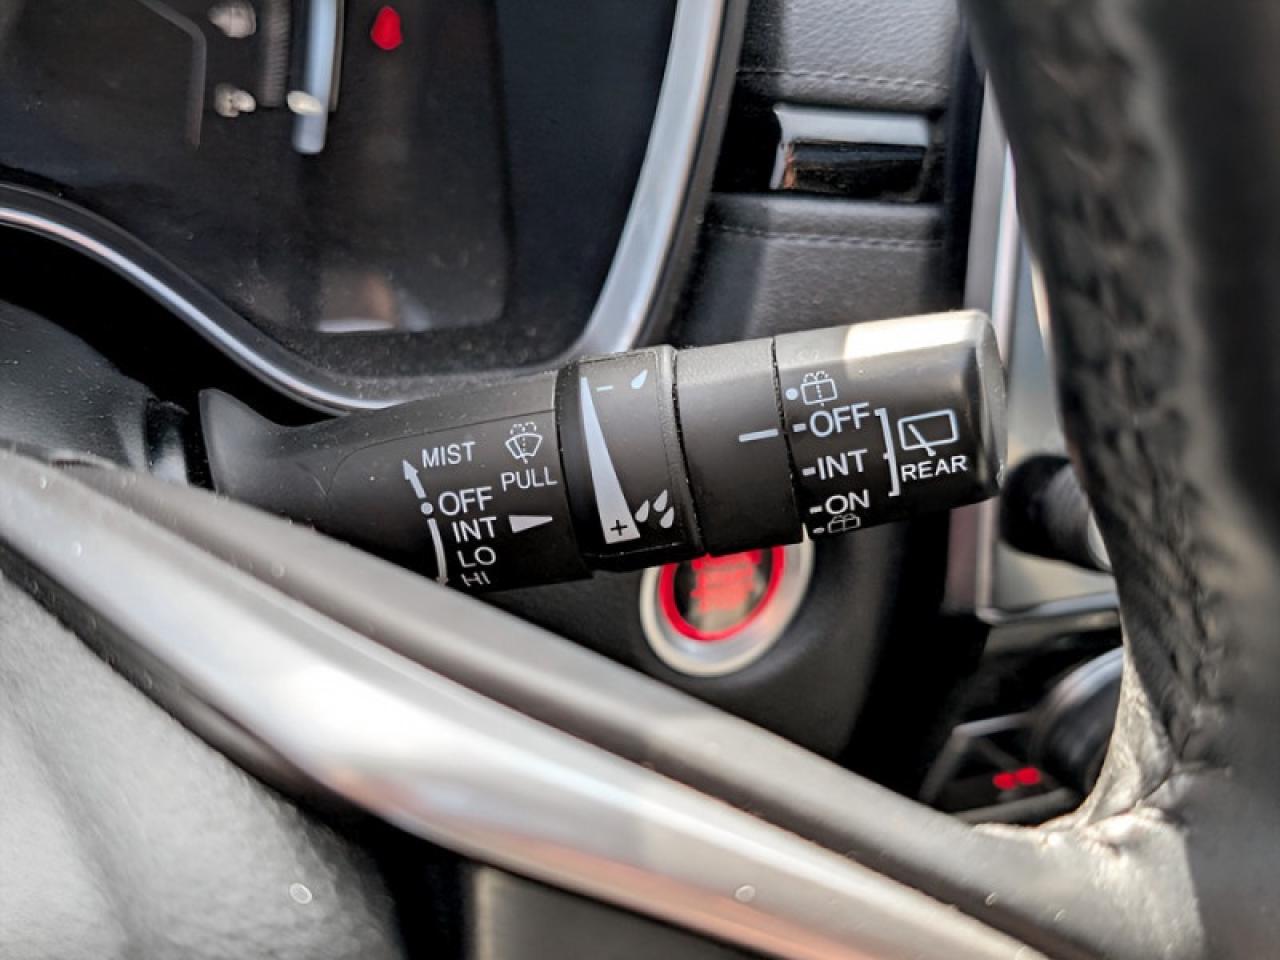 MIST
OFF
INT
LO
HI
PULL
- 
+
OFF
INT
ON
REAR